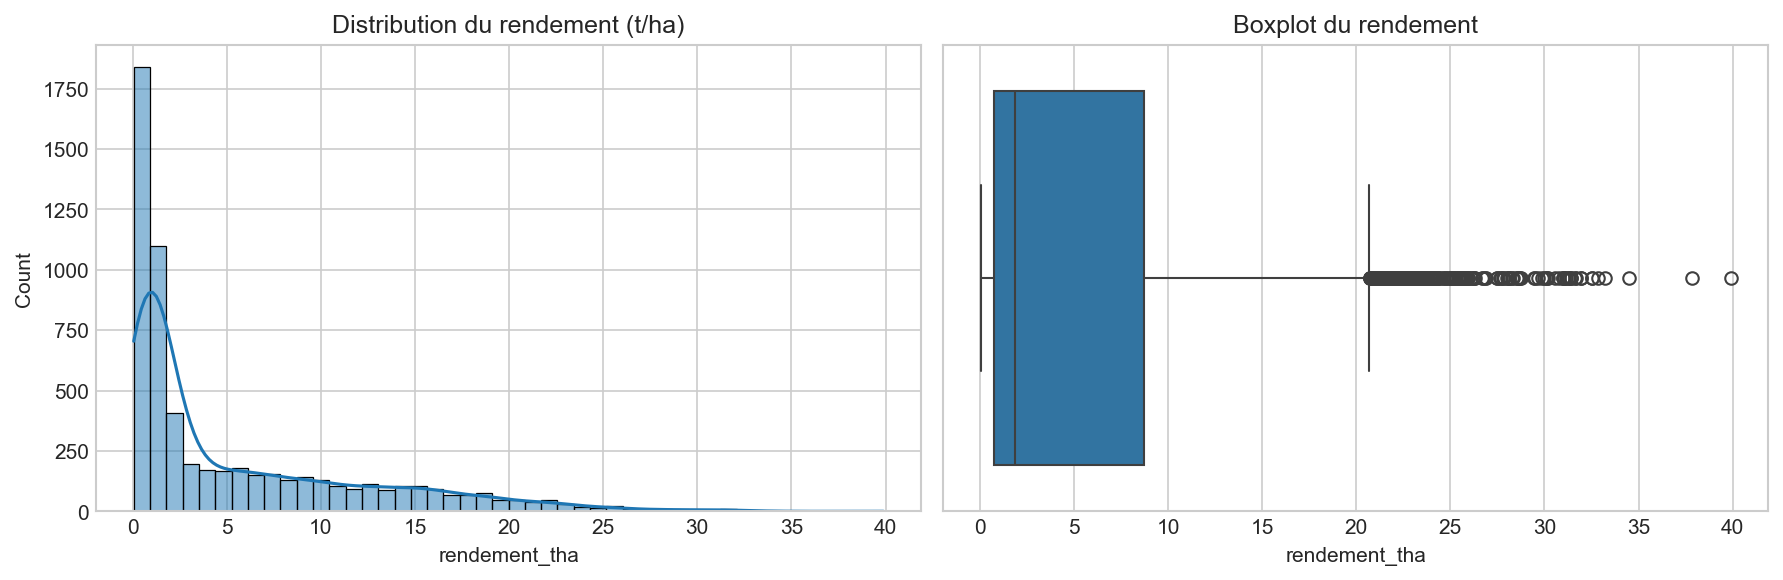 Distribution du rendement (t/ha)
Count
1750
1500
1250
1000
750
500
250
0
0 5 10 15 20 25 30 35 40
rendement_tha
Boxplot du rendement
0 5 10 15 20 25 30 35 40
rendement_tha